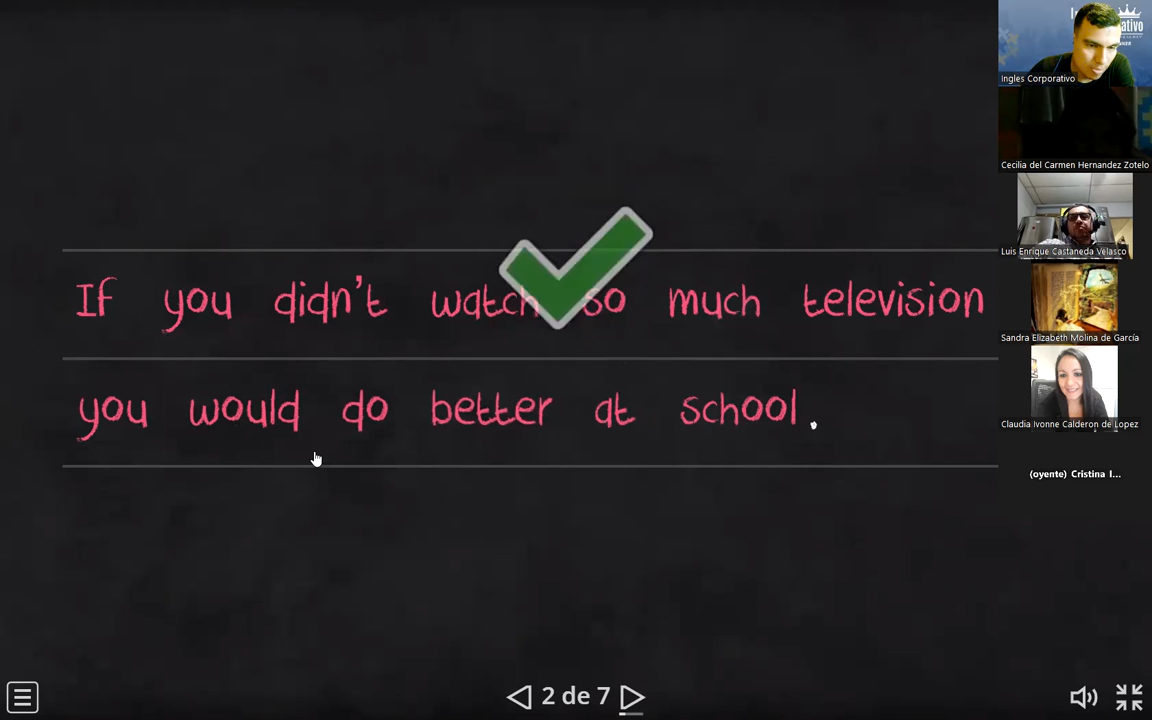 If you didn't watch so much television
you would do better at school.
2 de 7
Ingles Corporativo
Cecilia del Carmen Hernandez Zotelo
Luis Enrique Castaneda Velasco
Sandra Elizabeth Molina de García
Claudia Ivonne Calderon de Lopez
(oyente) Cristina I...